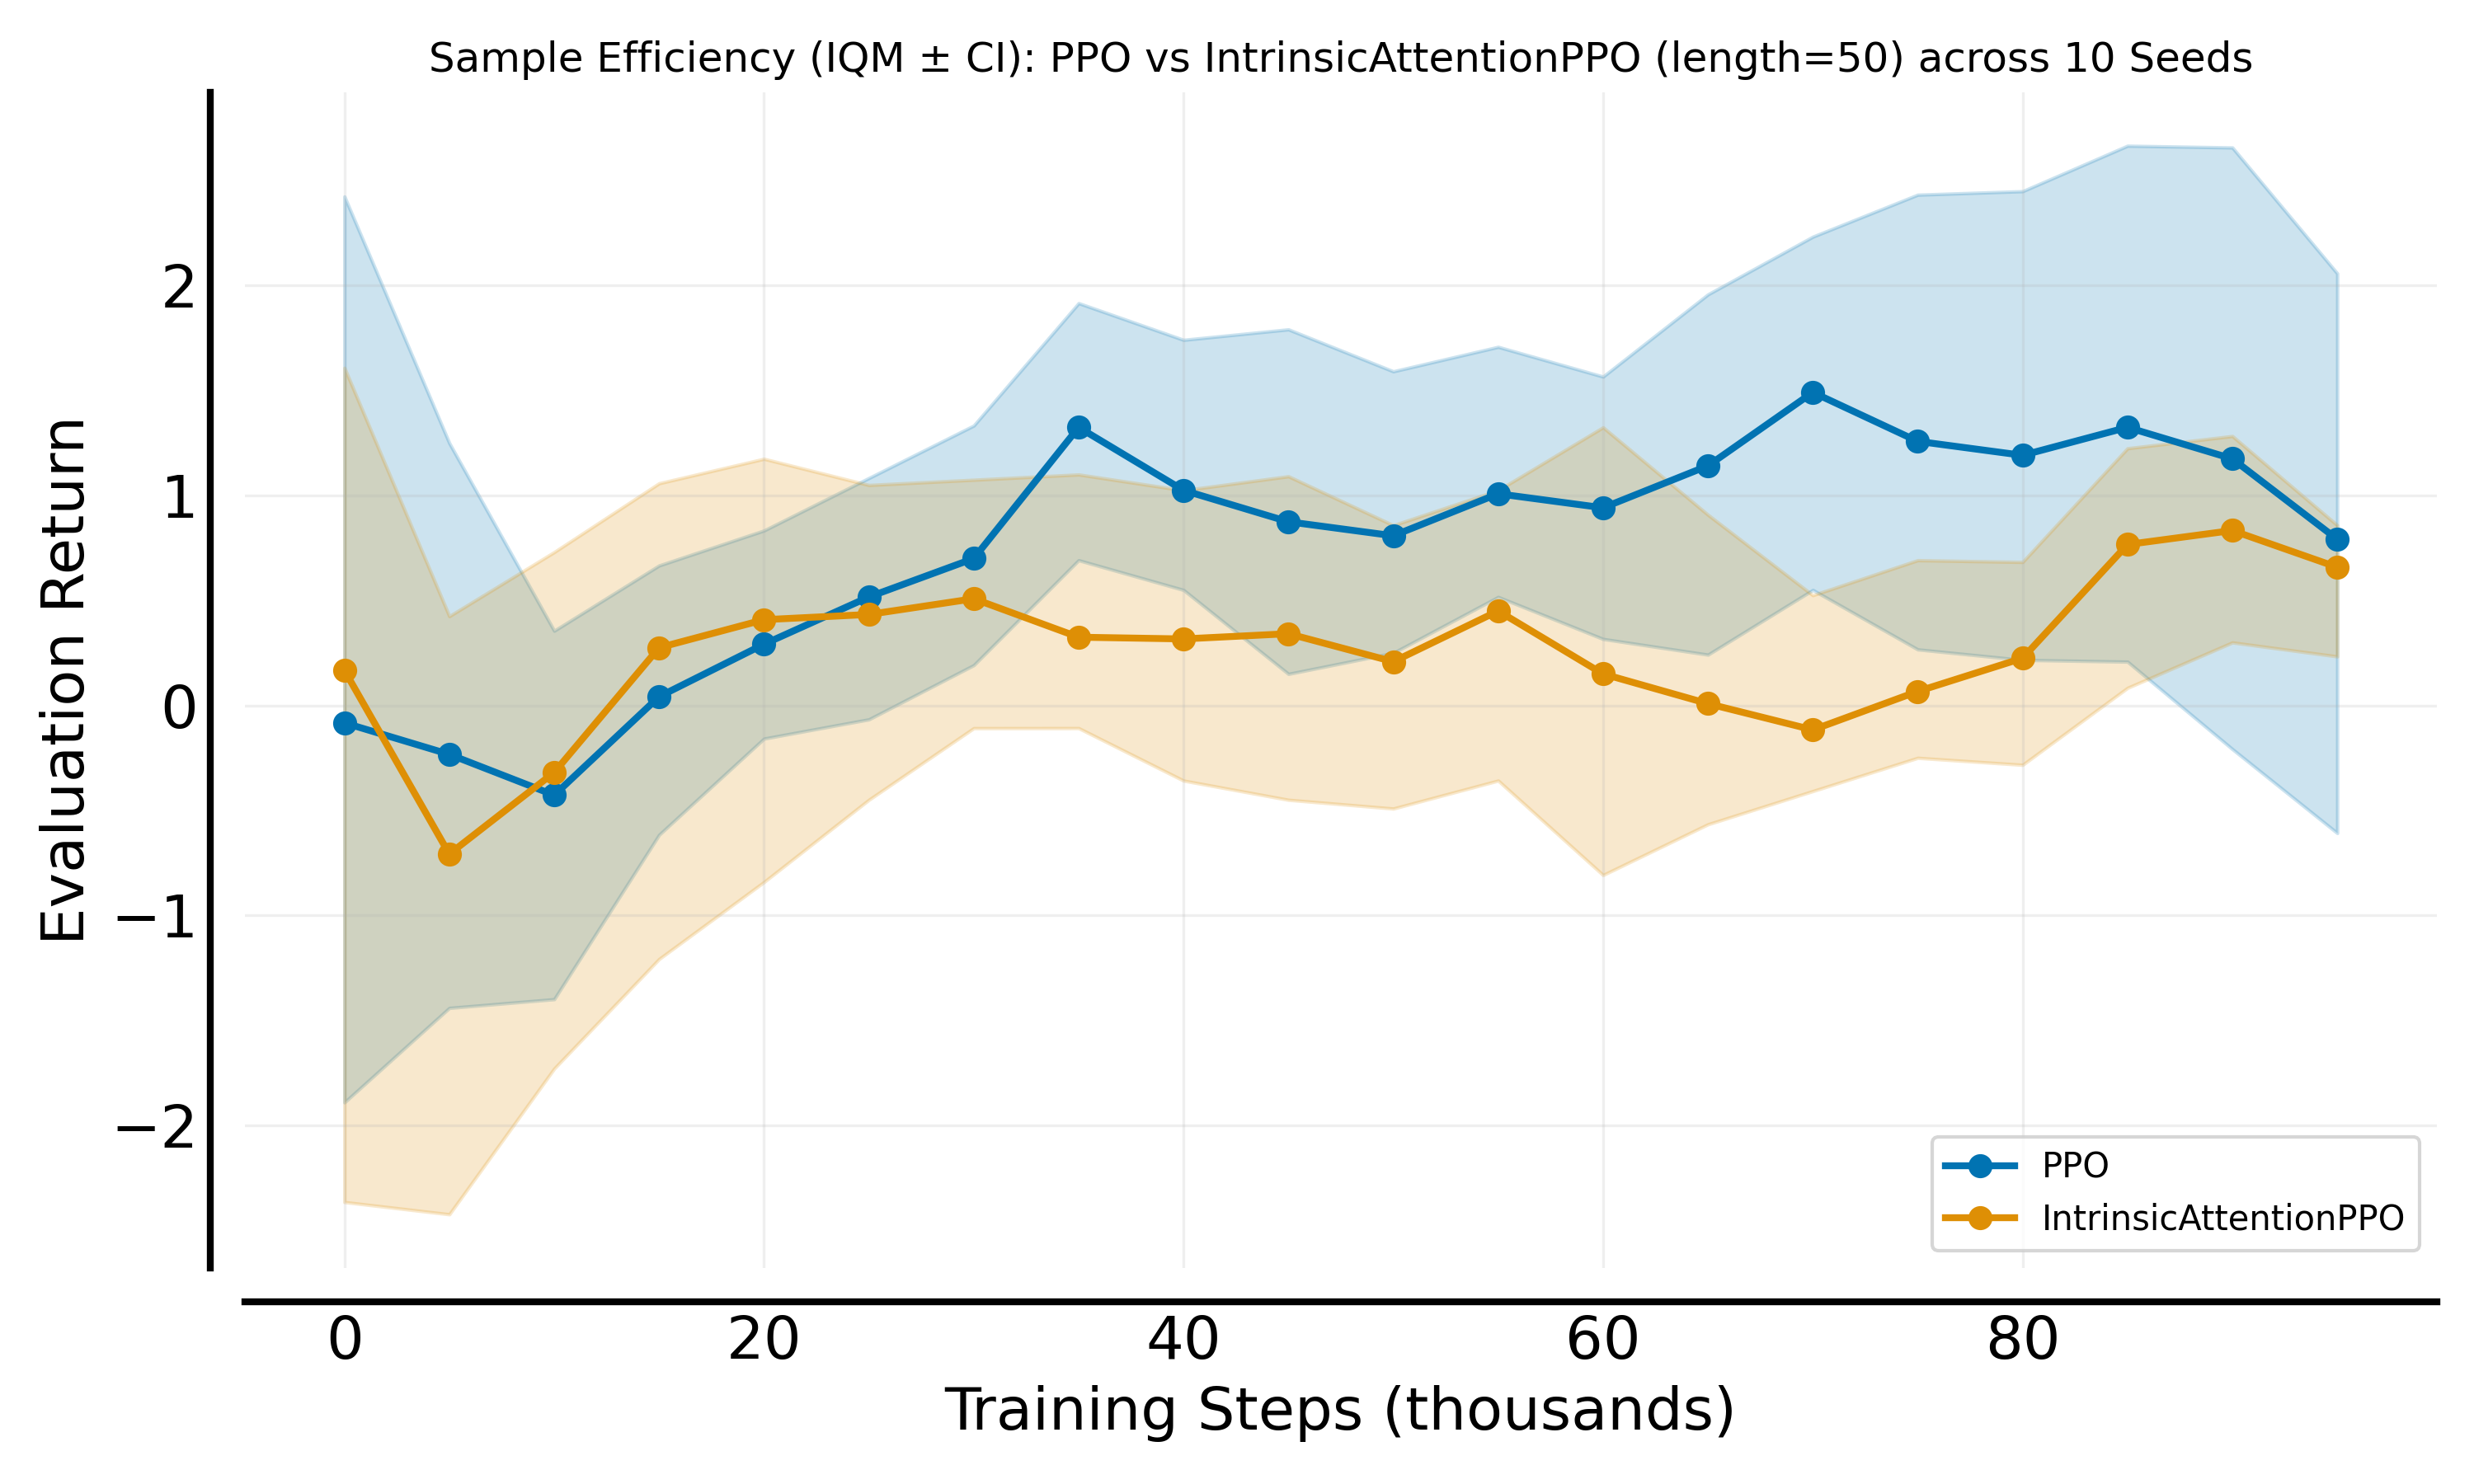 Sample Efficiency (IQM ± CI): PPO vs IntrinsicAttentionPPO (length=50) across 10 Seeds
Evaluation Return
2
1
0
−1
−2
PPO
IntrinsicAttentionPPO
0 20 40 60 80
Training Steps (thousands)